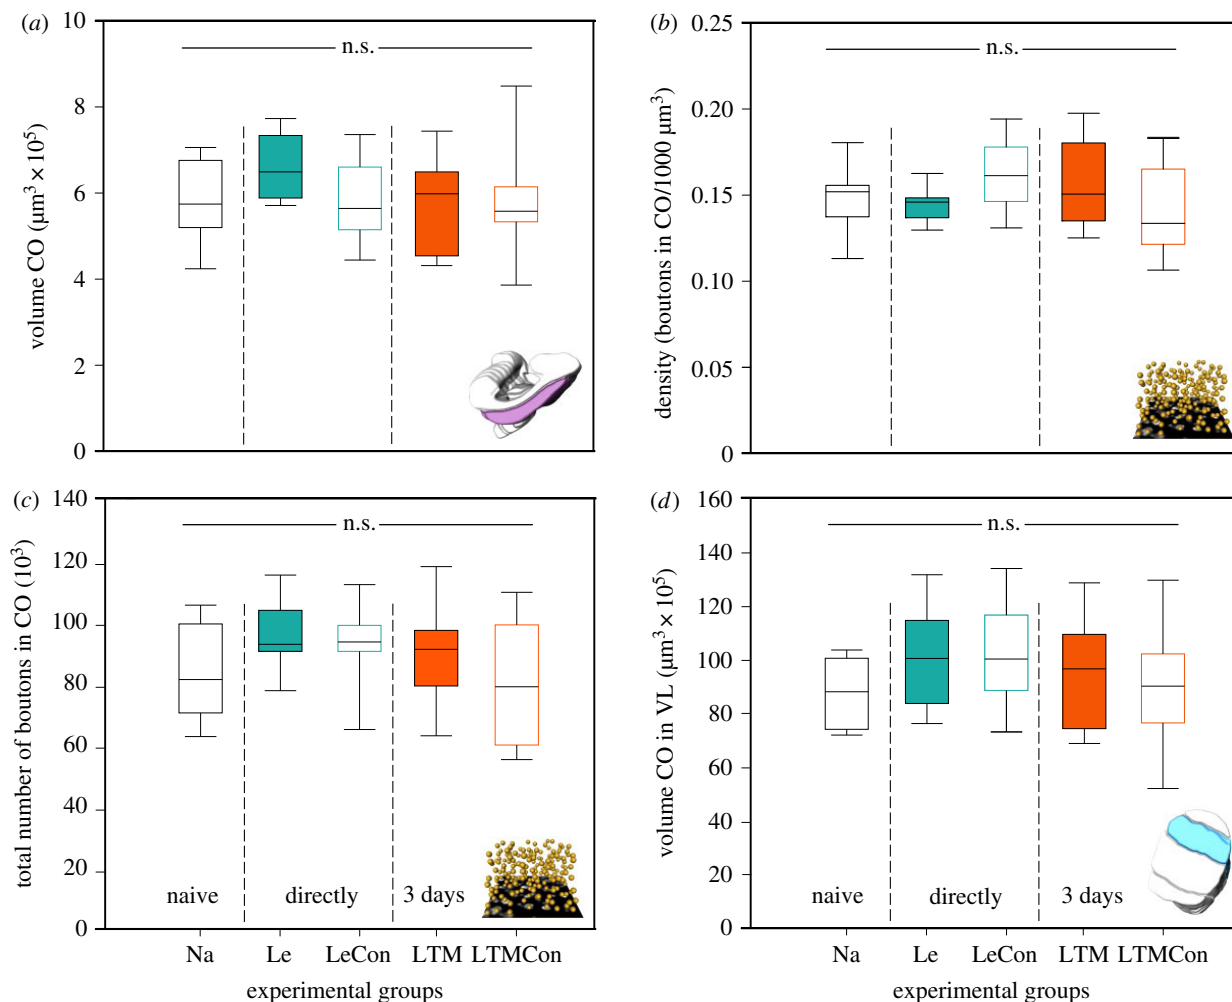 (a)
10
8
6
4
2
0
volume CO (µm³ × 10⁵)
n.s.
(b)
0.25
0.20
0.15
0.10
0.05
0
density (boutons in CO/1000 µm³)
n.s.
(c)
140
120
100
80
60
40
20
0
total number of boutons in CO (10³)
n.s.
naive
directly
3 days
Na
Le
LeCon
LTM
LTMCon
experimental groups
(d)
160
140
120
100
80
60
40
20
0
volume CO in VL (µm³ × 10⁵)
n.s.
naive
directly
3 days
Na
Le
LeCon
LTM
LTMCon
experimental groups